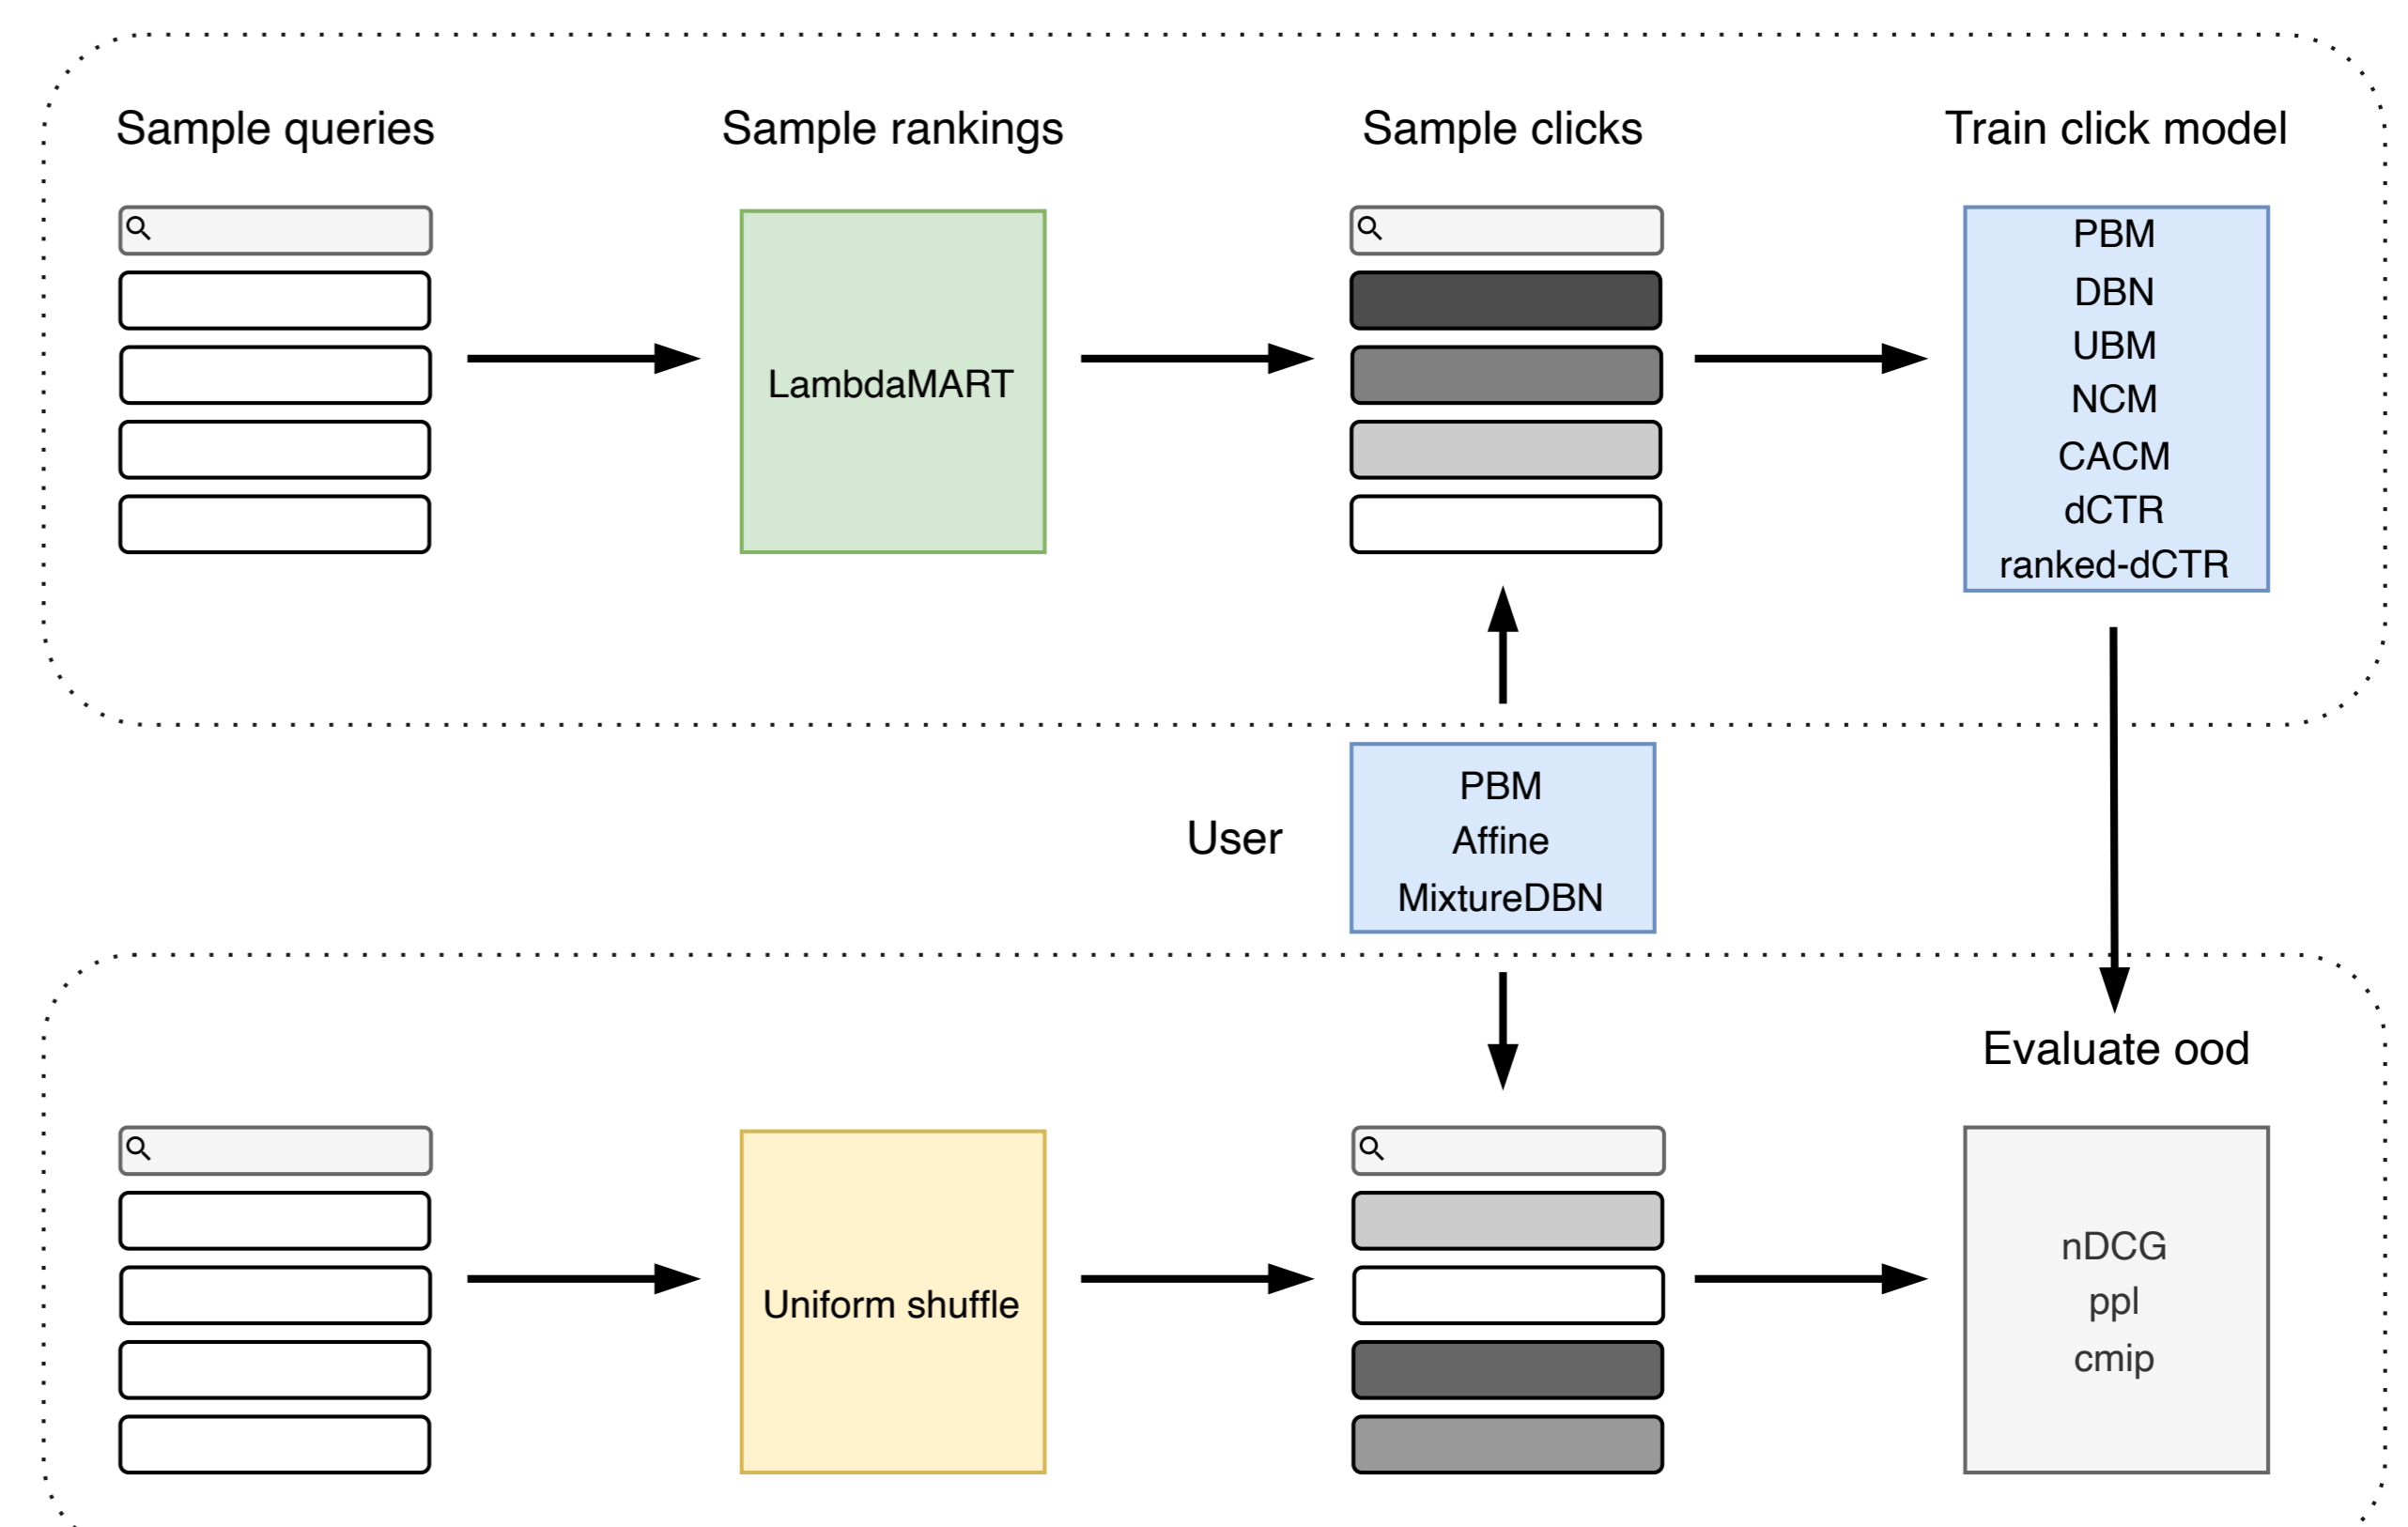 Sample queries
Sample rankings
Sample clicks
Train click model
LambdaMART
PBM
DBN
UBM
NCM
CACM
dCTR
ranked-dCTR
User
PBM
Affine
MixtureDBN
Evaluate ood
Uniform shuffle
nDCG
ppl
cmip